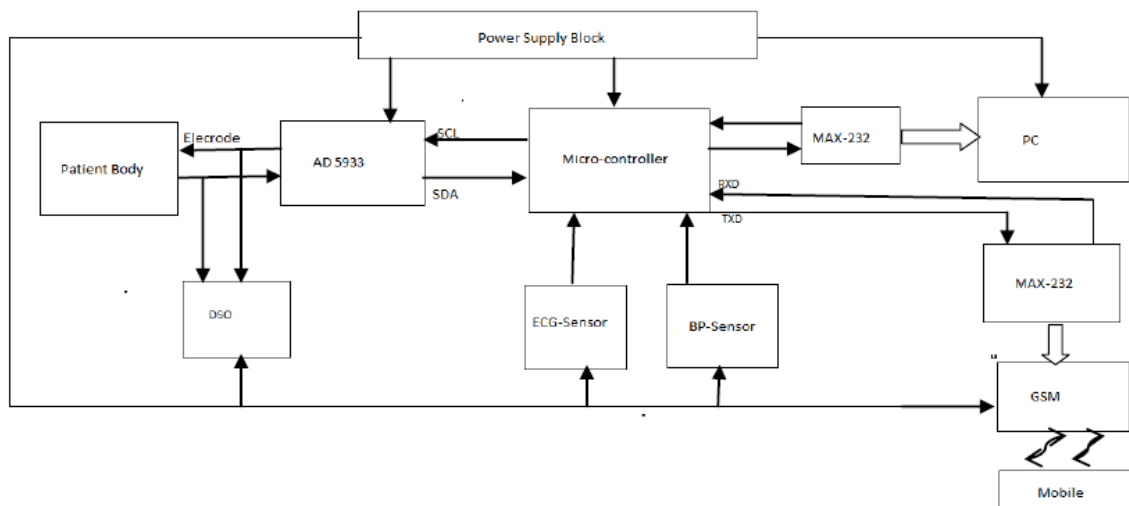 Power Supply Block
Elecrode
SCL
MAX-232
PC
Patient Body
AD 5933
Micro-controller
SDA
RXD
TXD
MAX-232
DSO
ECG-Sensor
BP-Sensor
GSM
Mobile